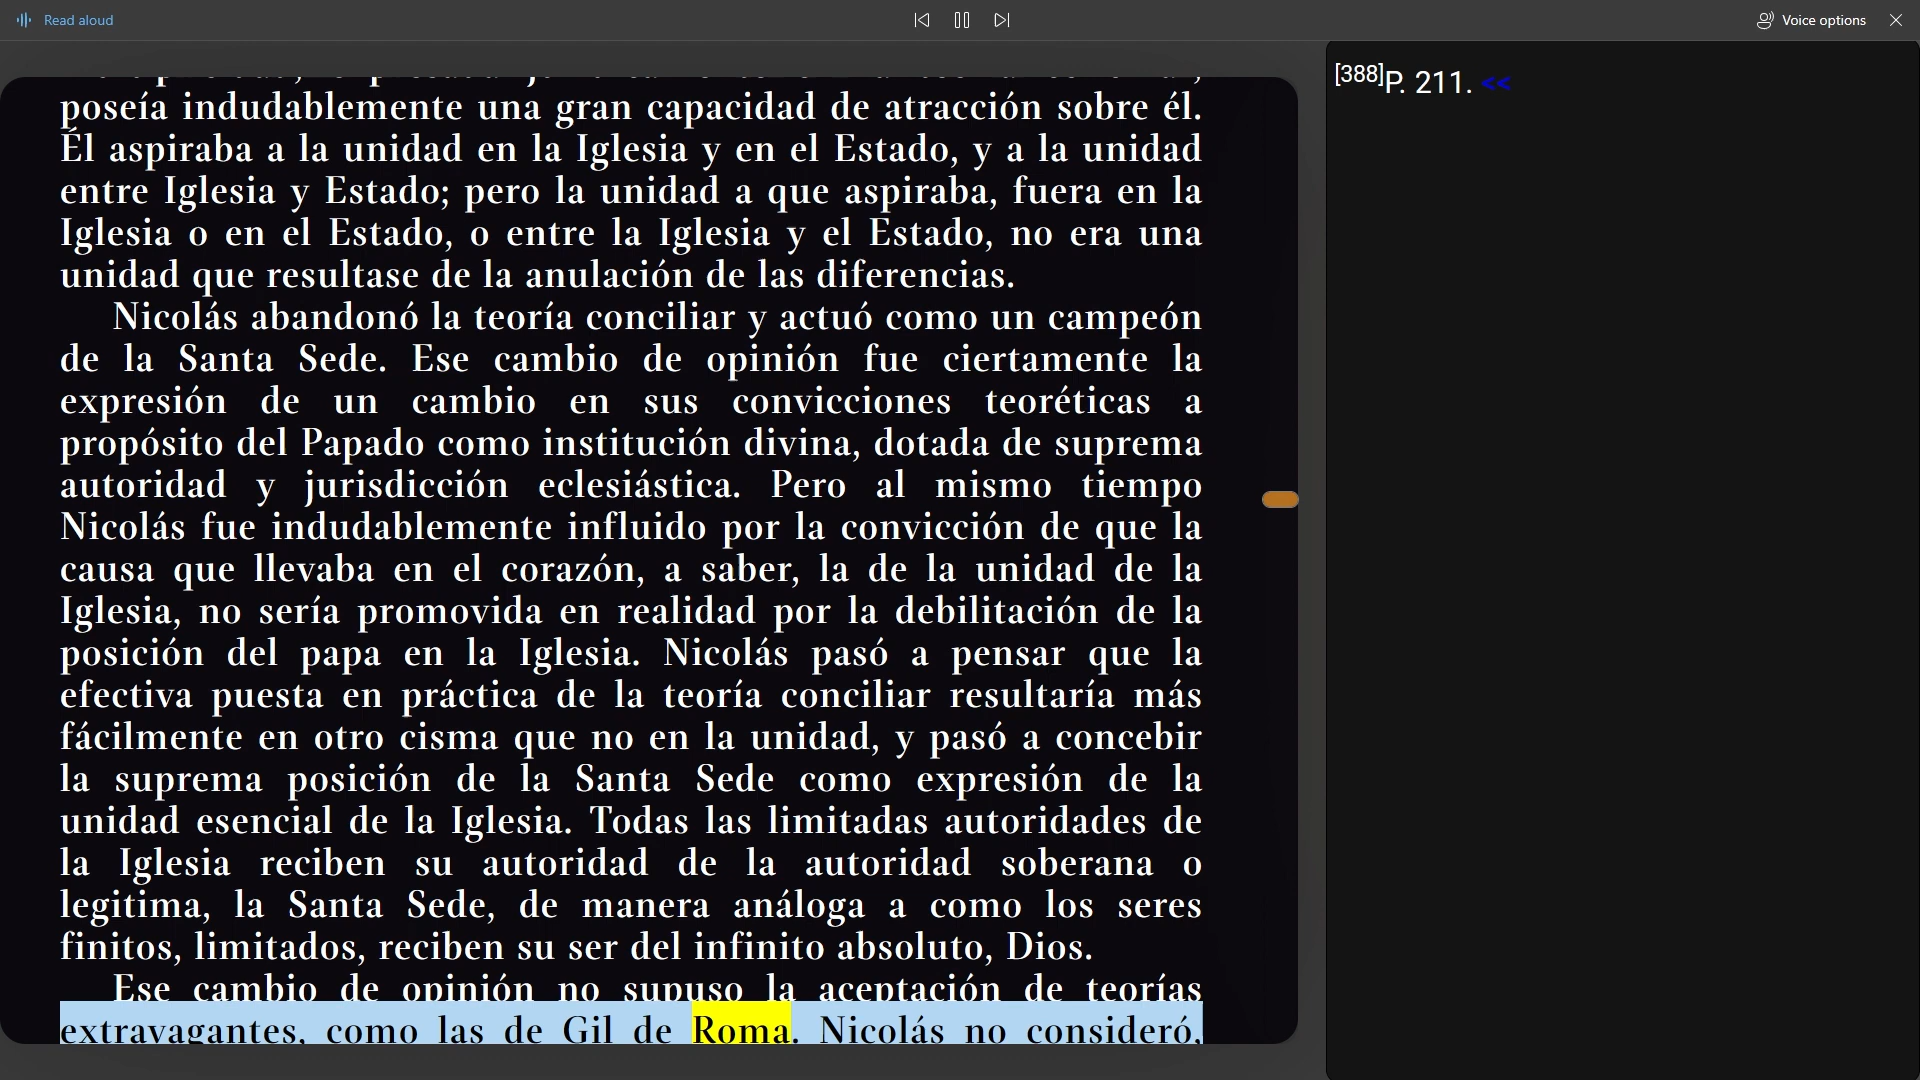 Read aloud
Voice options
poseía indudablemente una gran capacidad de atracción sobre él.
Él aspiraba a la unidad en la Iglesia y en el Estado, y a la unidad
entre Iglesia y Estado; pero la unidad a que aspiraba, fuera en la
Iglesia o en el Estado, o entre la Iglesia y el Estado, no era una
unidad que resultase de la anulación de las diferencias.
Nicolás abandonó la teoría conciliar y actuó como un campeón
de la Santa Sede. Ese cambio de opinión fue ciertamente la
expresión de un cambio en sus convicciones teoréticas a
propósito del Papado como institución divina, dotada de suprema
autoridad y jurisdicción eclesiástica. Pero al mismo tiempo
Nicolás fue indudablemente influido por la convicción de que la
causa que llevaba en el corazón, a saber, la de la unidad de la
Iglesia, no sería promovida en realidad por la debilitación de la
posición del papa en la Iglesia. Nicolás pasó a pensar que la
efectiva puesta en práctica de la teoría conciliar resultaría más
fácilmente en otro cisma que no en la unidad, y pasó a concebir
la suprema posición de la Santa Sede como expresión de la
unidad esencial de la Iglesia. Todas las limitadas autoridades de
la Iglesia reciben su autoridad de la autoridad soberana o
legitima, la Santa Sede, de manera análoga a como los seres
finitos, limitados, reciben su ser del infinito absoluto, Dios.
Ese cambio de opinión no supuso la aceptación de teorías
extravagantes, como las de Gil de Roma. Nicolás no consideró,
[388]P. 211. <<